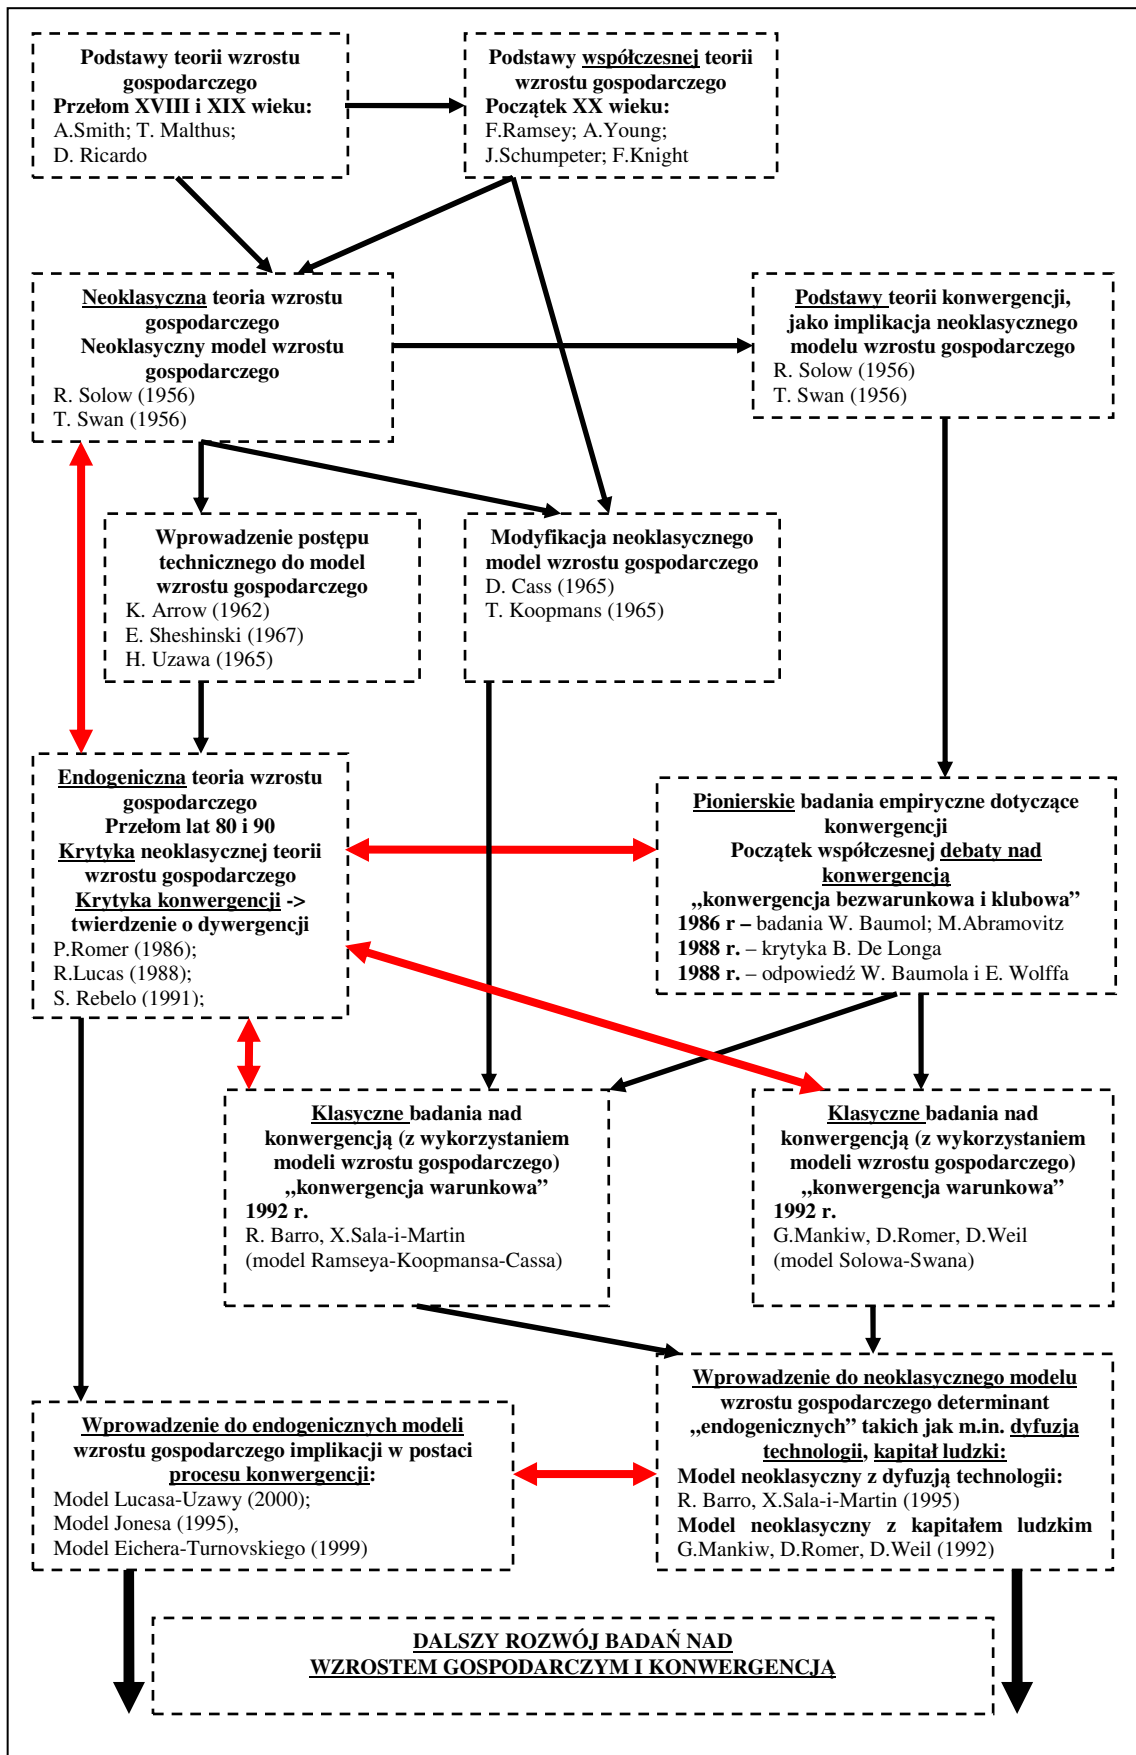 Podstawy teorii wzrostu
gospodarczego
Przełom XVIII i XIX wieku:
A.Smith; T. Malthus;
D. Ricardo
Podstawy współczesnej teorii
wzrostu gospodarczego
Początek XX wieku:
F.Ramsey; A.Young;
J.Schumpeter; F.Knight
Neoklasyczna teoria wzrostu
gospodarczego
Neoklasyczny model wzrostu
gospodarczego
R. Solow (1956)
T. Swan (1956)
Podstawy teorii konwergencji,
jako implikacja neoklasycznego
modelu wzrostu gospodarczego
R. Solow (1956)
T. Swan (1956)
Wprowadzenie postępu
technicznego do model
wzrostu gospodarczego
K. Arrow (1962)
E. Sheshinski (1967)
H. Uzawa (1965)
Modyfikacja neoklasycznego
model wzrostu gospodarczego
D. Cass (1965)
T. Koopmans (1965)
Endogeniczna teoria wzrostu
gospodarczego
Przełom lat 80 i 90
Krytyka neoklasycznej teorii
wzrostu gospodarczego
Krytyka konwergencji ->
twierdzenie o dywergencji
P.Romer (1986);
R.Lucas (1988);
S. Rebelo (1991);
Pionierskie badania empiryczne dotyczące
konwergencji
Początek współczesnej debaty nad
konwergencją
„konwergencja bezwarunkowa i klubowa”
1986 r – badania W. Baumol; M.Abramovitz
1988 r. – krytyka B. De Longa
1988 r. – odpowiedź W. Baumola i E. Wolffa
Klasyczne badania nad
konwergencją (z wykorzystaniem
modeli wzrostu gospodarczego)
„konwergencja warunkowa”
1992 r.
R. Barro, X.Sala-i-Martin
(model Ramseya-Koopmansa-Cassa)
Klasyczne badania nad
konwergencją (z wykorzystaniem
modeli wzrostu gospodarczego)
„konwergencja warunkowa”
1992 r.
G.Mankiw, D.Romer, D.Weil
(model Solowa-Swana)
Wprowadzenie do endogenicznych modeli
wzrostu gospodarczego implikacji w postaci
procesu konwergencji:
Model Lucasa-Uzawy (2000);
Model Jonesa (1995),
Model Eichera-Turnovskiego (1999)
Wprowadzenie do neoklasycznego modelu
wzrostu gospodarczego determinant
„endogenicznych” takich jak m.in. dyfuzja
technologii, kapitał ludzki:
Model neoklasyczny z dyfuzją technologii:
R. Barro, X.Sala-i-Martin (1995)
Model neoklasyczny z kapitałem ludzkim
G.Mankiw, D.Romer, D.Weil (1992)
DALSZY ROZWÓJ BADAŃ NAD
WZROSTEM GOSPODARCZYM I KONWERGENCJĄ